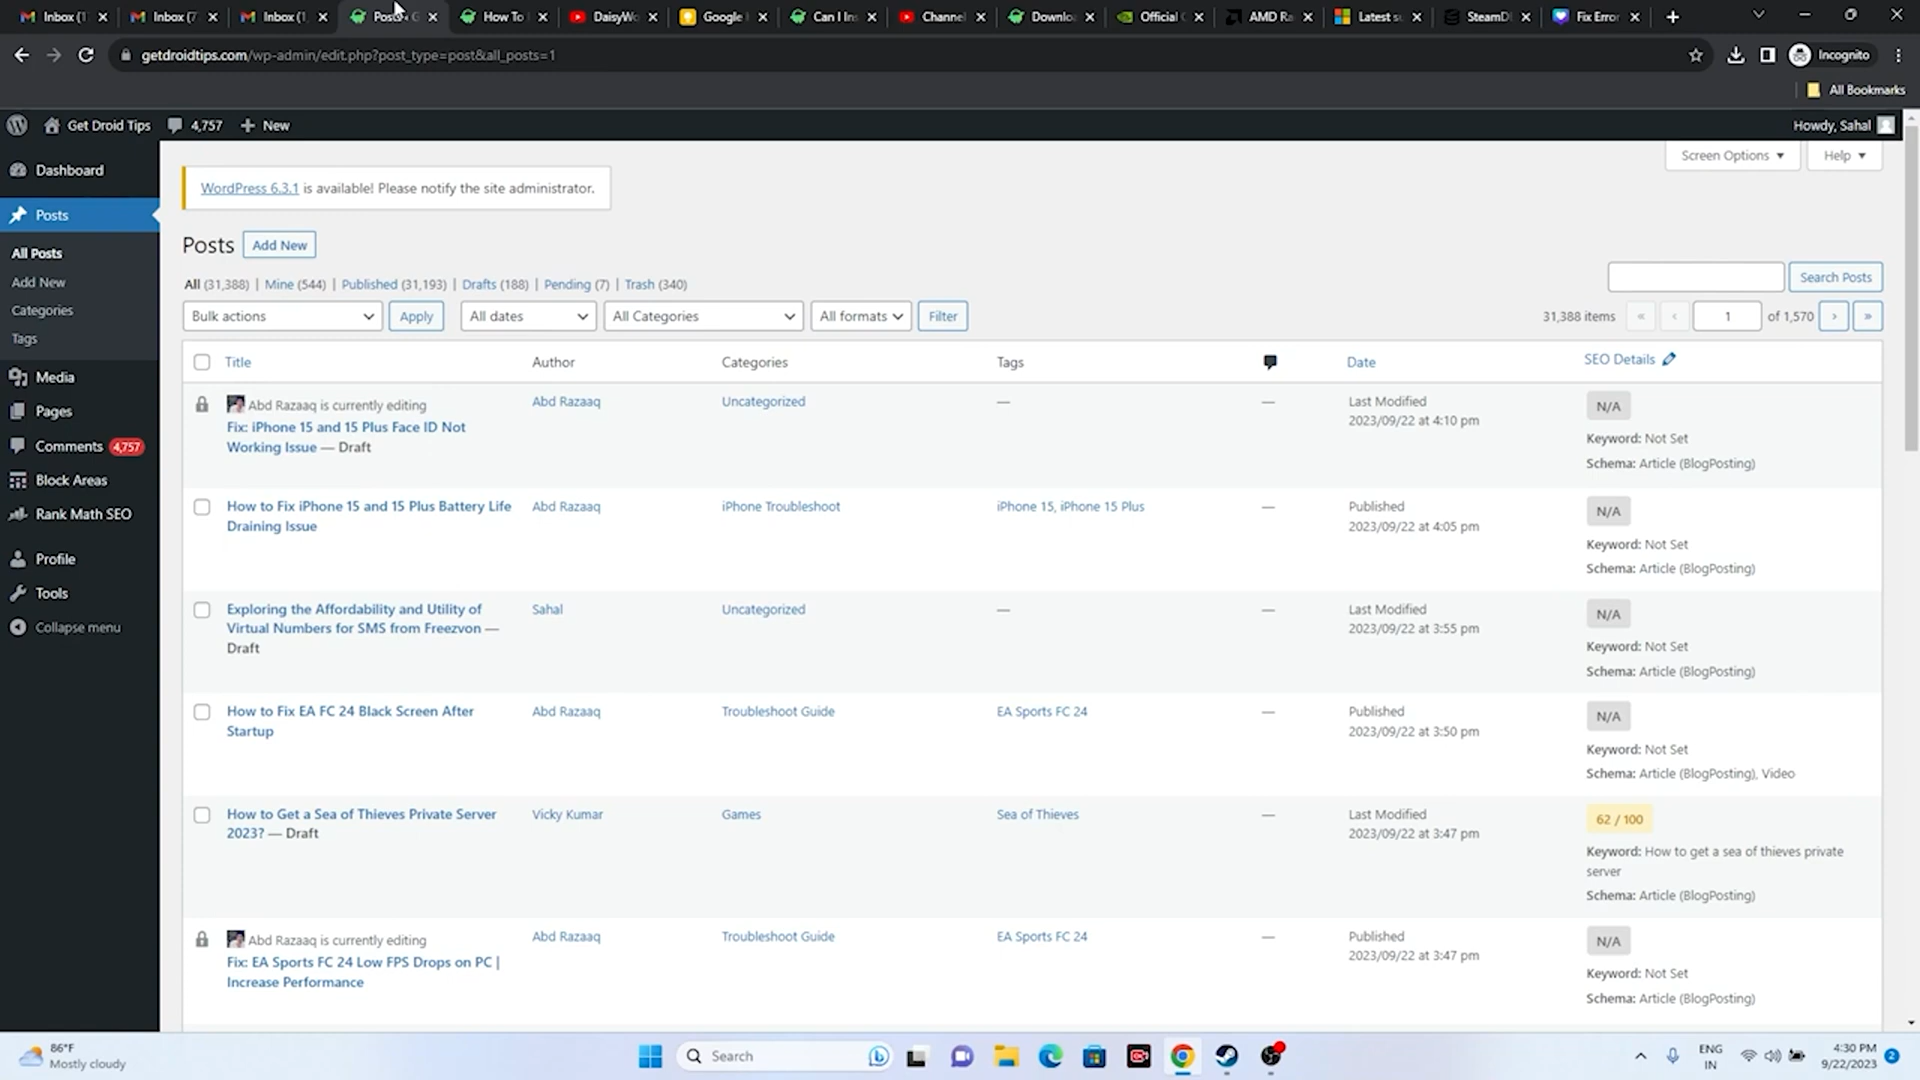 Inbox (1
Inbox (7
Inbox (1,
Posts
How To
DaisyWo
Google
Can I In
Channel
Downlo
Official
AMD Ra
Latest s
SteamD
Fix Error
getdroidtips.com/wp-admin/edit.php?post_type=post&all_posts=1
Incognito
All Bookmarks
Get Droid Tips
4,757
New
Howdy, Sahal
Dashboard
Posts
All Posts
Add New
Categories
Tags
Media
Pages
Comments 4,757
Block Areas
Rank Math SEO
Profile
Tools
Collapse menu
Screen Options
Help
WordPress 6.3.1 is available! Please notify the site administrator.
Posts Add New
All (31,388) | Mine (544) | Published (31,193) | Drafts (188) | Pending (7) | Trash (340)
Search Posts
Bulk actions Apply All dates All Categories All formats Filter
31,388 items « ‹ 1 of 1,570 › »
Title Author Categories Tags Date SEO Details
Abd Razaaq is currently editing
Fix: iPhone 15 and 15 Plus Face ID Not
Working Issue — Draft
Abd Razaaq
Uncategorized
—
—
Last Modified
2023/09/22 at 4:10 pm
N/A
Keyword: Not Set
Schema: Article (BlogPosting)
How to Fix iPhone 15 and 15 Plus Battery Life
Draining Issue
Abd Razaaq
iPhone Troubleshoot
iPhone 15, iPhone 15 Plus
—
Published
2023/09/22 at 4:05 pm
N/A
Keyword: Not Set
Schema: Article (BlogPosting)
Exploring the Affordability and Utility of
Virtual Numbers for SMS from Freezvon —
Draft
Sahal
Uncategorized
—
—
Last Modified
2023/09/22 at 3:55 pm
N/A
Keyword: Not Set
Schema: Article (BlogPosting)
How to Fix EA FC 24 Black Screen After
Startup
Abd Razaaq
Troubleshoot Guide
EA Sports FC 24
—
Published
2023/09/22 at 3:50 pm
N/A
Keyword: Not Set
Schema: Article (BlogPosting), Video
How to Get a Sea of Thieves Private Server
2023? — Draft
Vicky Kumar
Games
Sea of Thieves
—
Last Modified
2023/09/22 at 3:47 pm
62 / 100
Keyword: How to get a sea of thieves private
server
Schema: Article (BlogPosting)
Abd Razaaq is currently editing
Fix: EA Sports FC 24 Low FPS Drops on PC |
Increase Performance
Abd Razaaq
Troubleshoot Guide
EA Sports FC 24
—
Published
2023/09/22 at 3:47 pm
N/A
Keyword: Not Set
Schema: Article (BlogPosting)
86°F
Mostly cloudy
Search
ENG
IN
4:30 PM
9/22/2023
2